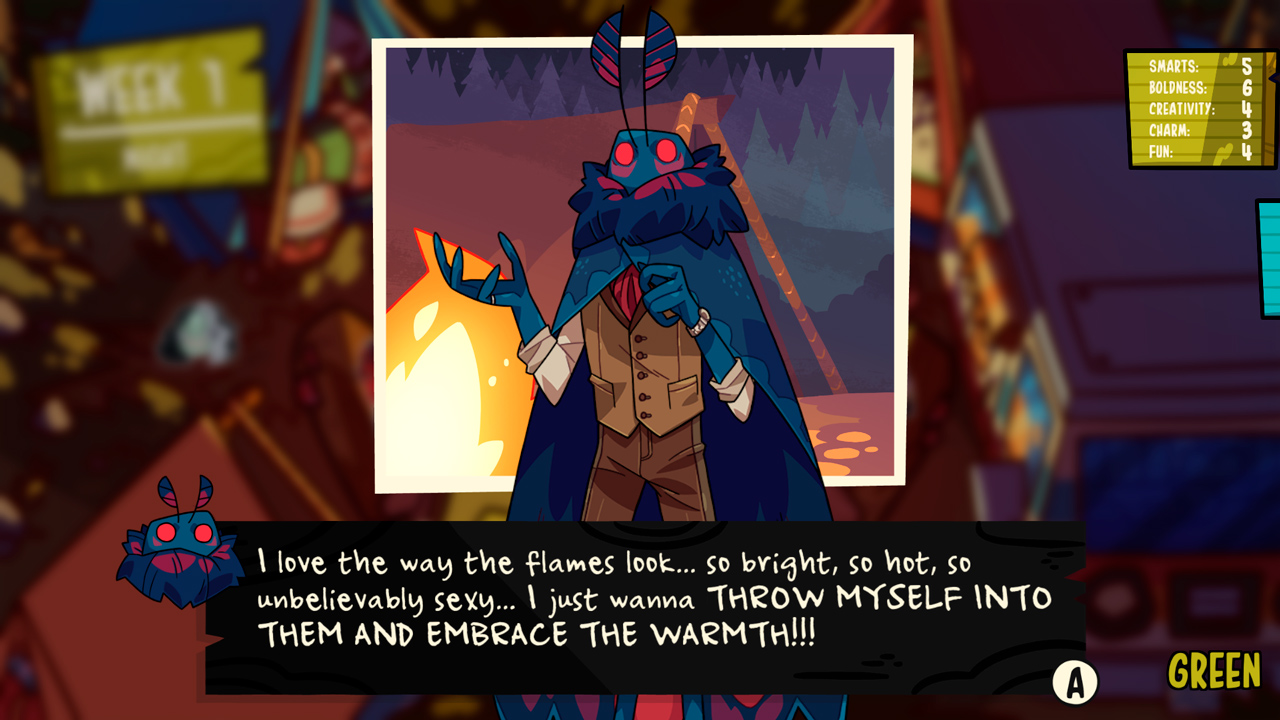 WEEK 1
NIGHT
SMARTS: 5
BOLDNESS: 6
CREATIVITY: 4
CHARM: 3
FUN: 4
I love the way the flames look... so bright, so hot, so
unbelievably sexy... I just wanna THROW MYSELF INTO
THEM AND EMBRACE THE WARMTH!!!
A
GREEN